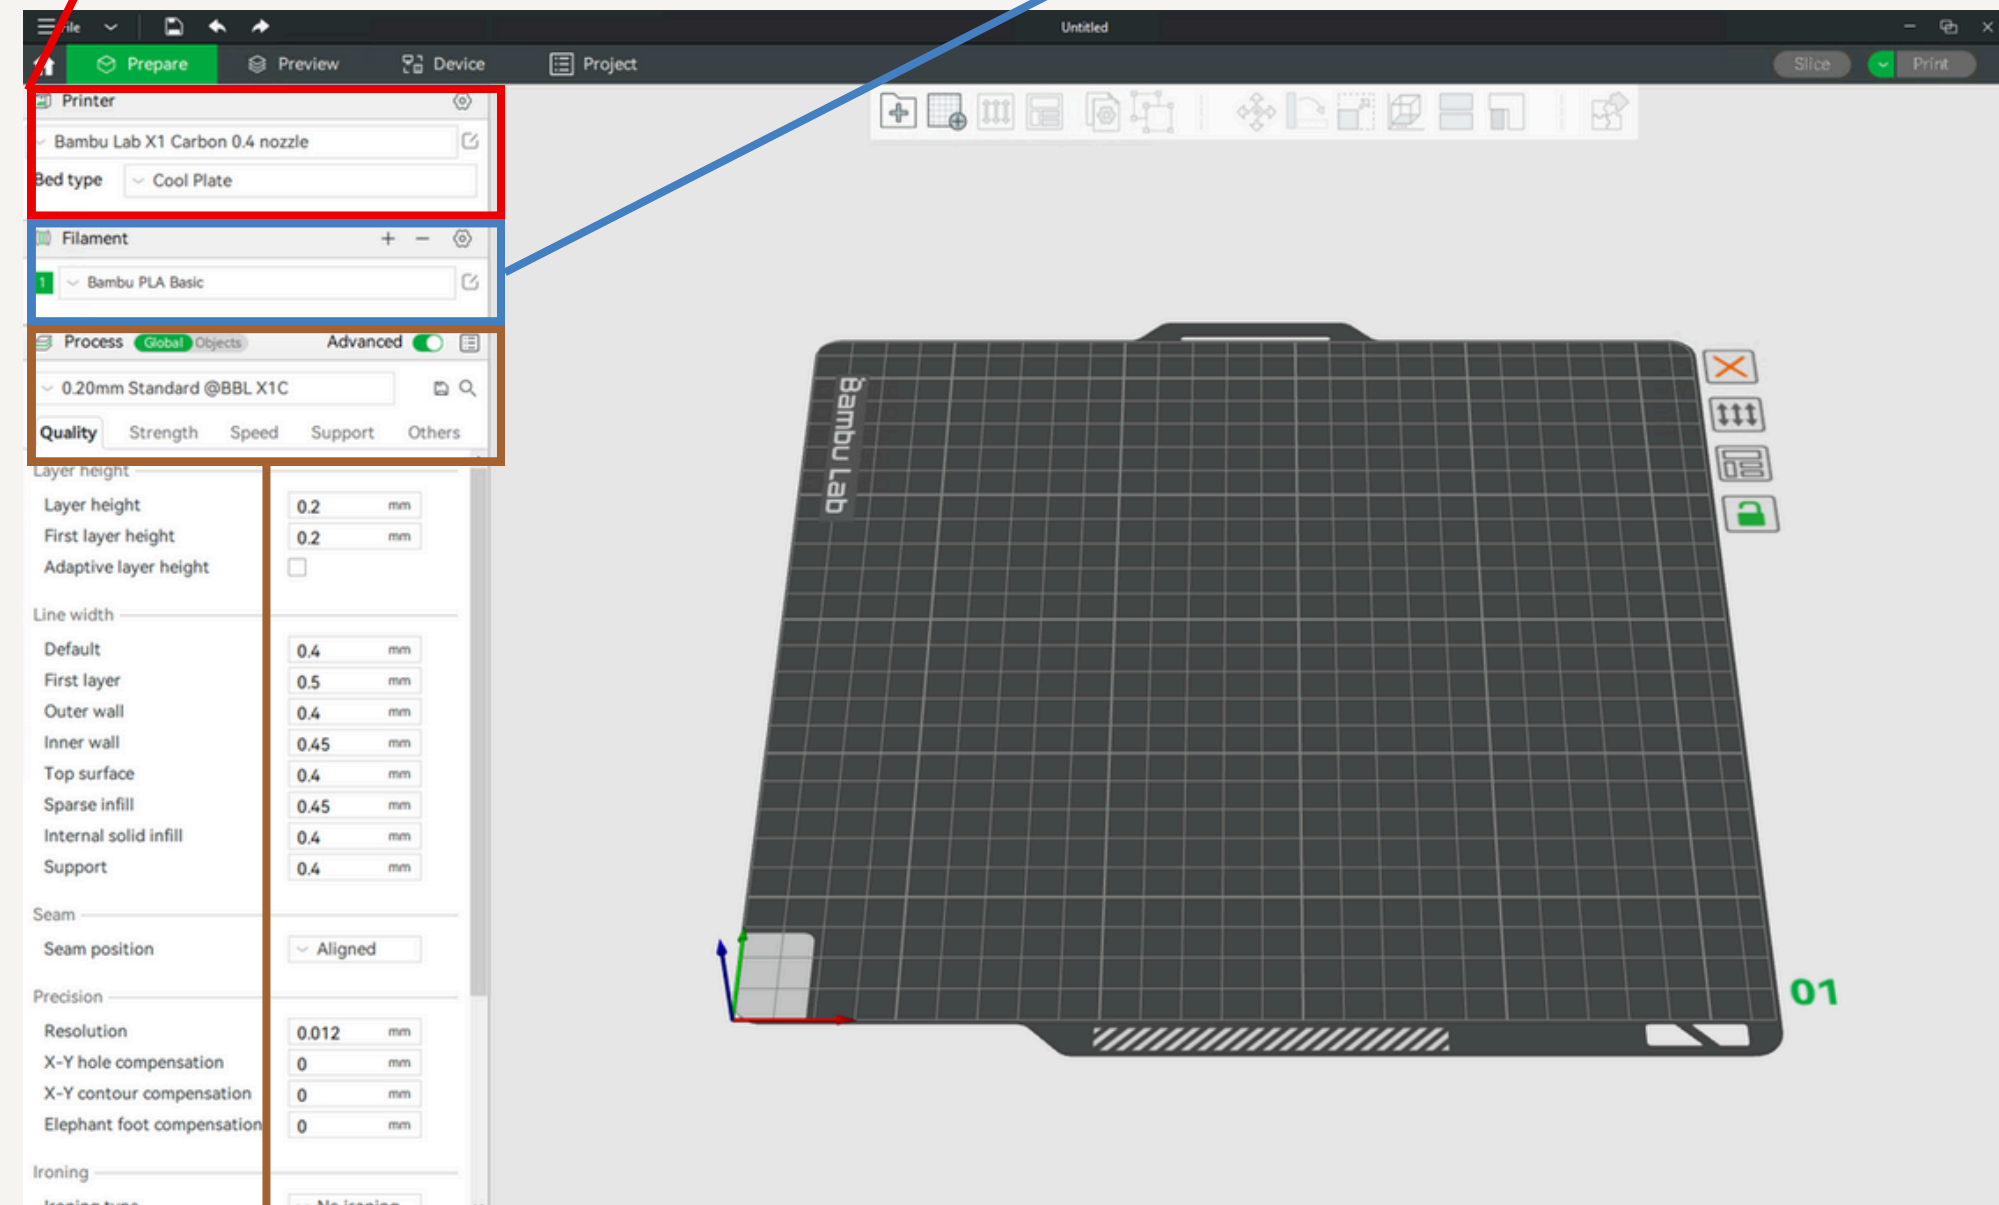 File
Untitled
Prepare
Preview
Device
Project
Slice
Print
Printer
Bambu Lab X1 Carbon 0.4 nozzle
Bed type
Cool Plate
Filament
1
Bambu PLA Basic
Process
Global
Objects
Advanced
0.20mm Standard @BBL X1C
Quality
Strength
Speed
Support
Others
Layer height
Layer height 0.2 mm
First layer height 0.2 mm
Adaptive layer height
Line width
Default 0.4 mm
First layer 0.5 mm
Outer wall 0.4 mm
Inner wall 0.45 mm
Top surface 0.4 mm
Sparse infill 0.45 mm
Internal solid infill 0.4 mm
Support 0.4 mm
Seam
Seam position Aligned
Precision
Resolution 0.012 mm
X-Y hole compensation 0 mm
X-Y contour compensation 0 mm
Elephant foot compensation 0 mm
Ironing
Ironing type No ironing
Bambu Lab
01